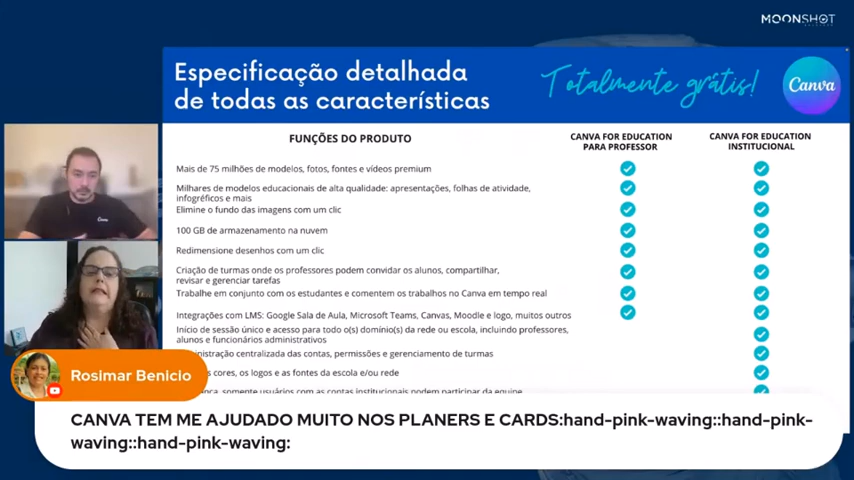 MOONSHOT
Especificação detalhada
de todas as características
Totalmente grátis!
Canva
FUNÇÕES DO PRODUTO
CANVA FOR EDUCATION
PARA PROFESSOR
CANVA FOR EDUCATION
INSTITUCIONAL
Mais de 75 milhões de modelos, fotos, fontes e vídeos premium
Milhares de modelos educacionais de alta qualidade: apresentações, folhas de atividade,
infográficos e mais
Elimine o fundo das imagens com um clic
100 GB de armazenamento na nuvem
Redimensione desenhos com um clic
Criação de turmas onde os professores podem convidar os alunos, compartilhar,
revisar e gerenciar tarefas
Trabalhe em conjunto com os estudantes e comentem os trabalhos no Canva em tempo real
Integrações com LMS: Google Sala de Aula, Microsoft Teams, Canvas, Moodle e logo, muitos outros
Início de sessão único e acesso para todo o(s) domínio(s) da rede ou escola, incluindo professores,
alunos e funcionários administrativos
centralizada das contas, permissões e gerenciamento de turmas
cores, os logos e as fontes da escola e/ou rede
somente usuários com as contas institucionais podem participar da equipe
Canva
Rosimar Benicio
CANVA TEM ME AJUDADO MUITO NOS PLANERS E CARDS:hand-pink-waving::hand-pink-
waving::hand-pink-waving: